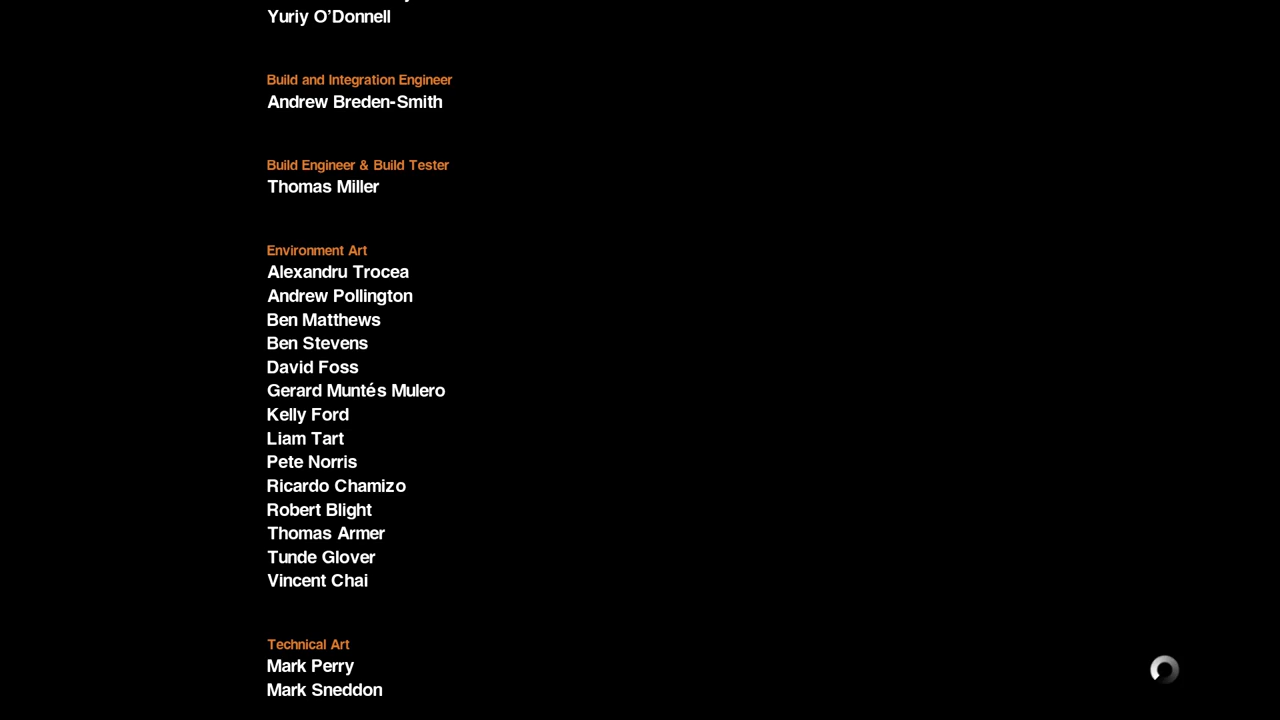 Yuriy O’Donnell
Build and Integration Engineer
Andrew Breden-Smith
Build Engineer & Build Tester
Thomas Miller
Environment Art
Alexandru Trocea
Andrew Pollington
Ben Matthews
Ben Stevens
David Foss
Gerard Muntés Mulero
Kelly Ford
Liam Tart
Pete Norris
Ricardo Chamizo
Robert Blight
Thomas Armer
Tunde Glover
Vincent Chai
Technical Art
Mark Perry
Mark Sneddon